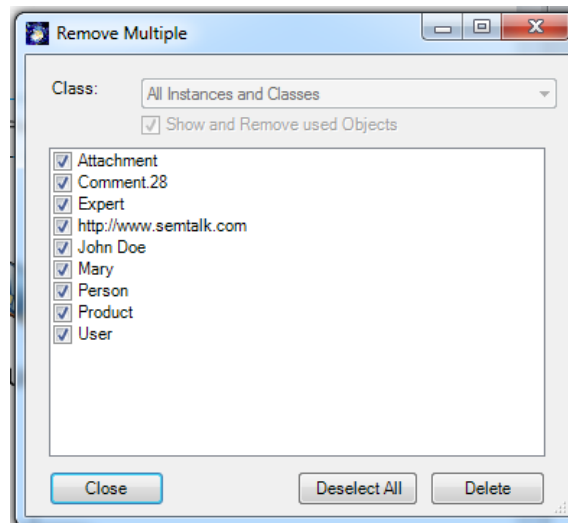 Remove Multiple
Class:
All Instances and Classes
Show and Remove used Objects
Attachment
Comment.28
Expert
http://www.semtalk.com
John Doe
Mary
Person
Product
User
Close
Deselect All
Delete